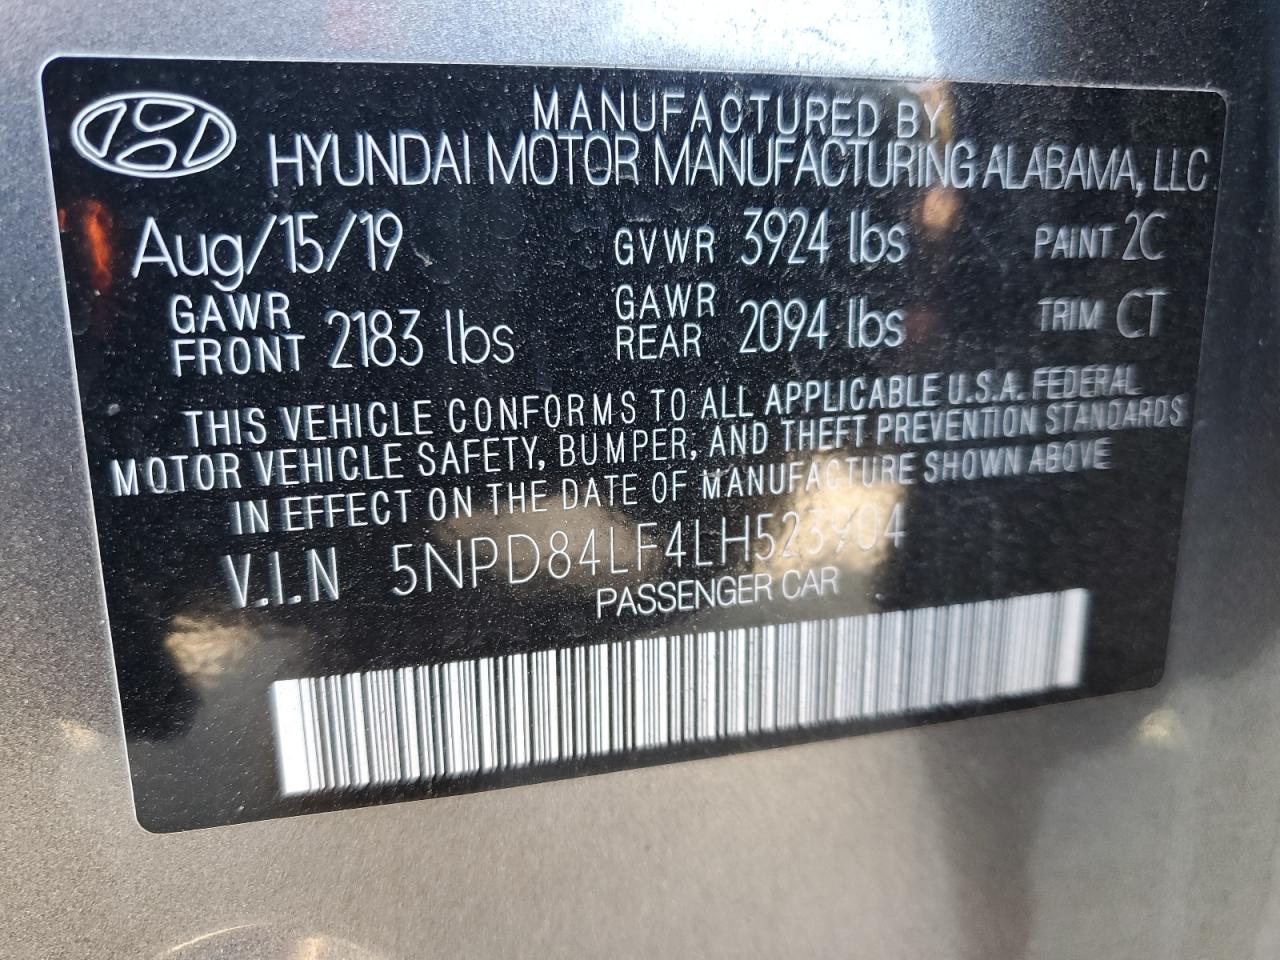 MANUFACTURED BY
HYUNDAI MOTOR MANUFACTURING ALABAMA, LLC
Aug/15/19 GVWR 3924 lbs PAINT 2C
GAWR FRONT 2183 lbs GAWR REAR 2094 lbs TRIM CT
THIS VEHICLE CONFORMS TO ALL APPLICABLE U.S.A. FEDERAL
MOTOR VEHICLE SAFETY, BUMPER, AND THEFT PREVENTION STANDARDS
IN EFFECT ON THE DATE OF MANUFACTURE SHOWN ABOVE
V.I.N 5NPD84LF4LH523904
PASSENGER CAR